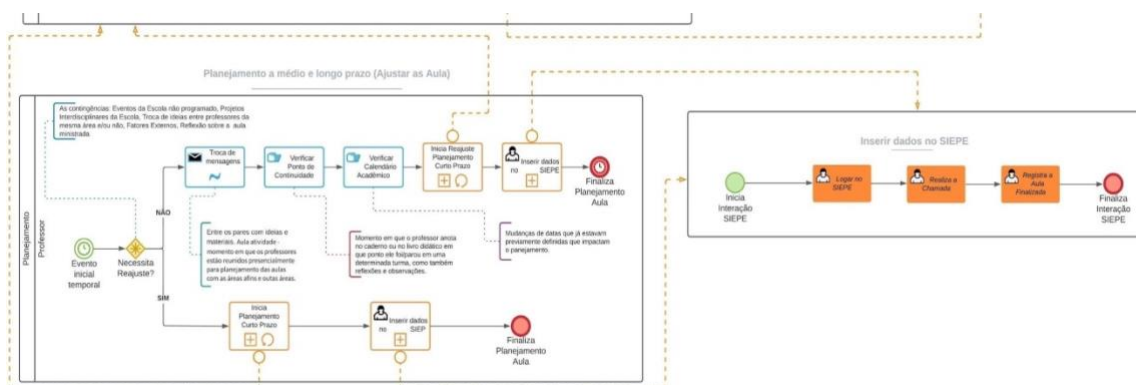 Planejamento a médio e longo prazo (Ajustar as Aula)
Planejamento
Professor
As contingências: Eventos da Escola não programado, Projetos
Interdisciplinares da Escola, Troca de ideias entre professores da
mesma área e/ou não, Fatores Externos, Reflexão sobre a aula
ministrada
Troca de
mensagens
Verificar
Ponto de
Continuidade
Verificar
Calendário
Acadêmico
Inicia Reajuste
Planejamento
Curto Prazo
Inserir dados
no SIEPE
Finaliza
Planejamento
Aula
NÃO
Evento
inicial
temporal
Necessita
Reajuste?
SIM
Entre os pares com ideias e
materiais. Aula atividade -
momento em que os professores
estão reunidos presencialmente
para planejamento das aulas
com as áreas afins e outas áreas.
Momento em que o professor anota
no caderno ou no livro didático em
que ponto ele foi/parou em uma
determinada turma, como também
reflexões e observações.
Mudanças de datas que já estavam
previamente definidas que impactam
o panejamento.
Inicia
Planejamento
Curto Prazo
Inserir dados
no SIEP
Finaliza
Planejamento
Aula
Inserir dados no SIEPE
Inicia
Interação
SIEPE
Logar no
SIEPE
Realiza a
Chamada
Registra a
Aula
Finalizada
Finaliza
Interação
SIEPE